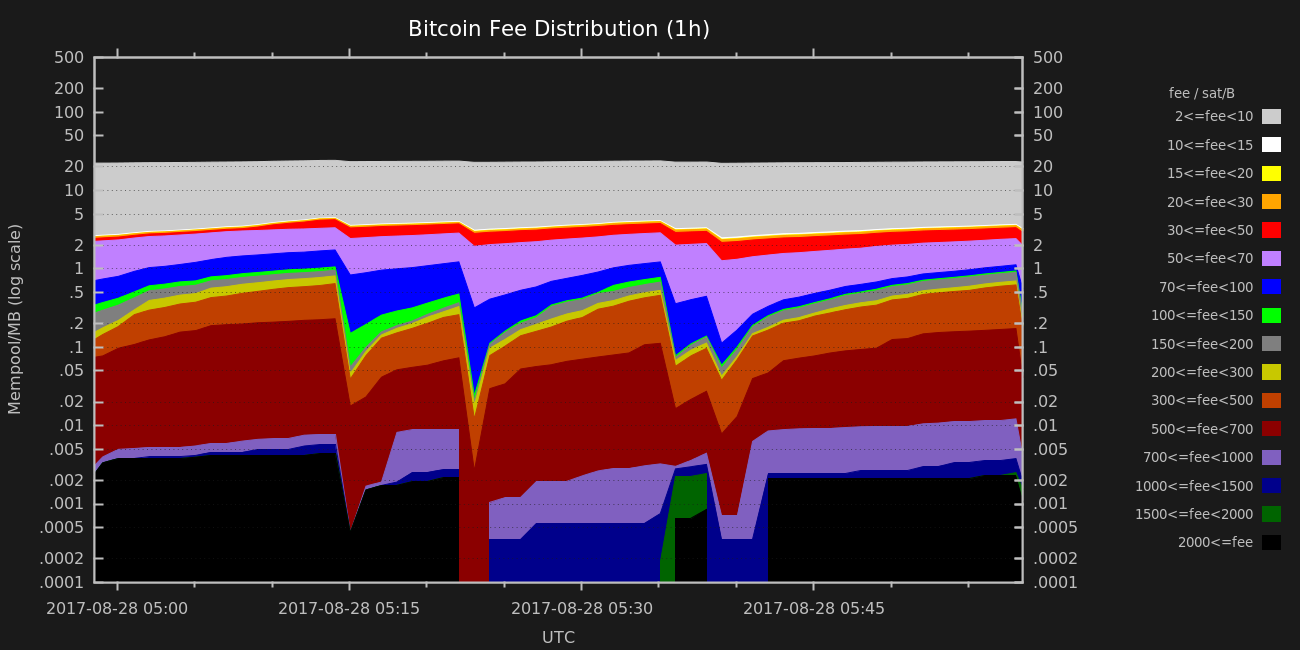 Bitcoin Fee Distribution (1h)
500 500
200 200
100 100
50 50
20 20
10 10
5 5
2 2
1 1
.5 .5
.2 .2
.1 .1
.05 .05
.02 .02
.01 .01
.005 .005
.002 .002
.001 .001
.0005 .0005
.0002 .0002
.0001 .0001
Mempool/MB (log scale)
2017-08-28 05:00 2017-08-28 05:15 2017-08-28 05:30 2017-08-28 05:45
UTC
fee / sat/B
2<=fee<10
10<=fee<15
15<=fee<20
20<=fee<30
30<=fee<50
50<=fee<70
70<=fee<100
100<=fee<150
150<=fee<200
200<=fee<300
300<=fee<500
500<=fee<700
700<=fee<1000
1000<=fee<1500
1500<=fee<2000
2000<=fee